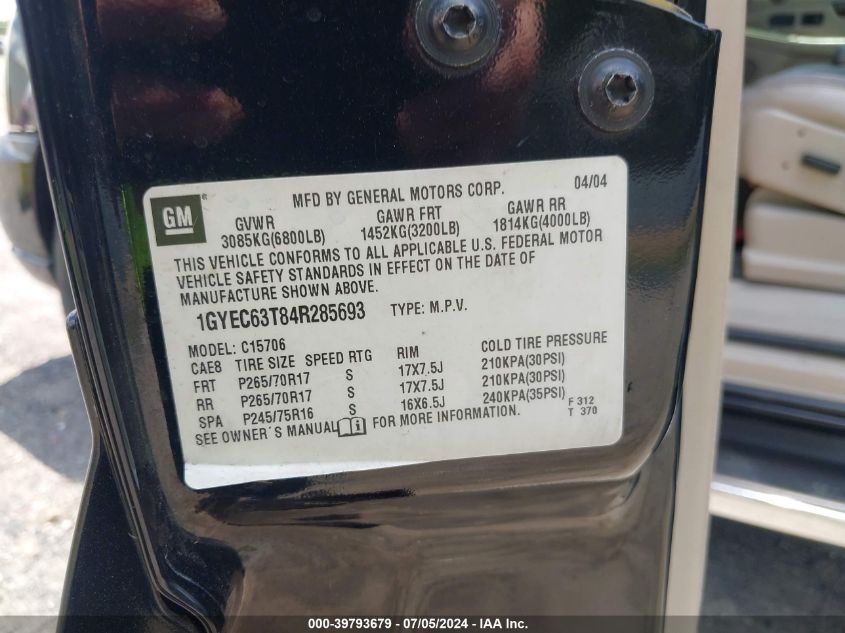 GM
MFD BY GENERAL MOTORS CORP. 04/04
GVWR GAWR FRT GAWR RR
3085KG(6800LB) 1452KG(3200LB) 1814KG(4000LB)
THIS VEHICLE CONFORMS TO ALL APPLICABLE U.S. FEDERAL MOTOR
VEHICLE SAFETY STANDARDS IN EFFECT ON THE DATE OF
MANUFACTURE SHOWN ABOVE.
1GYEC63T84R285693 TYPE: M.P.V.
MODEL: C15706
CAE8 TIRE SIZE SPEED RTG RIM COLD TIRE PRESSURE
FRT P265/70R17 S 17X7.5J 210KPA(30PSI)
RR P265/70R17 S 17X7.5J 210KPA(30PSI)
SPA P245/75R16 S 16X6.5J 240KPA(35PSI)
F 312
T 370
SEE OWNER'S MANUAL FOR MORE INFORMATION.
000-39793679 - 07/05/2024 - IAA Inc.